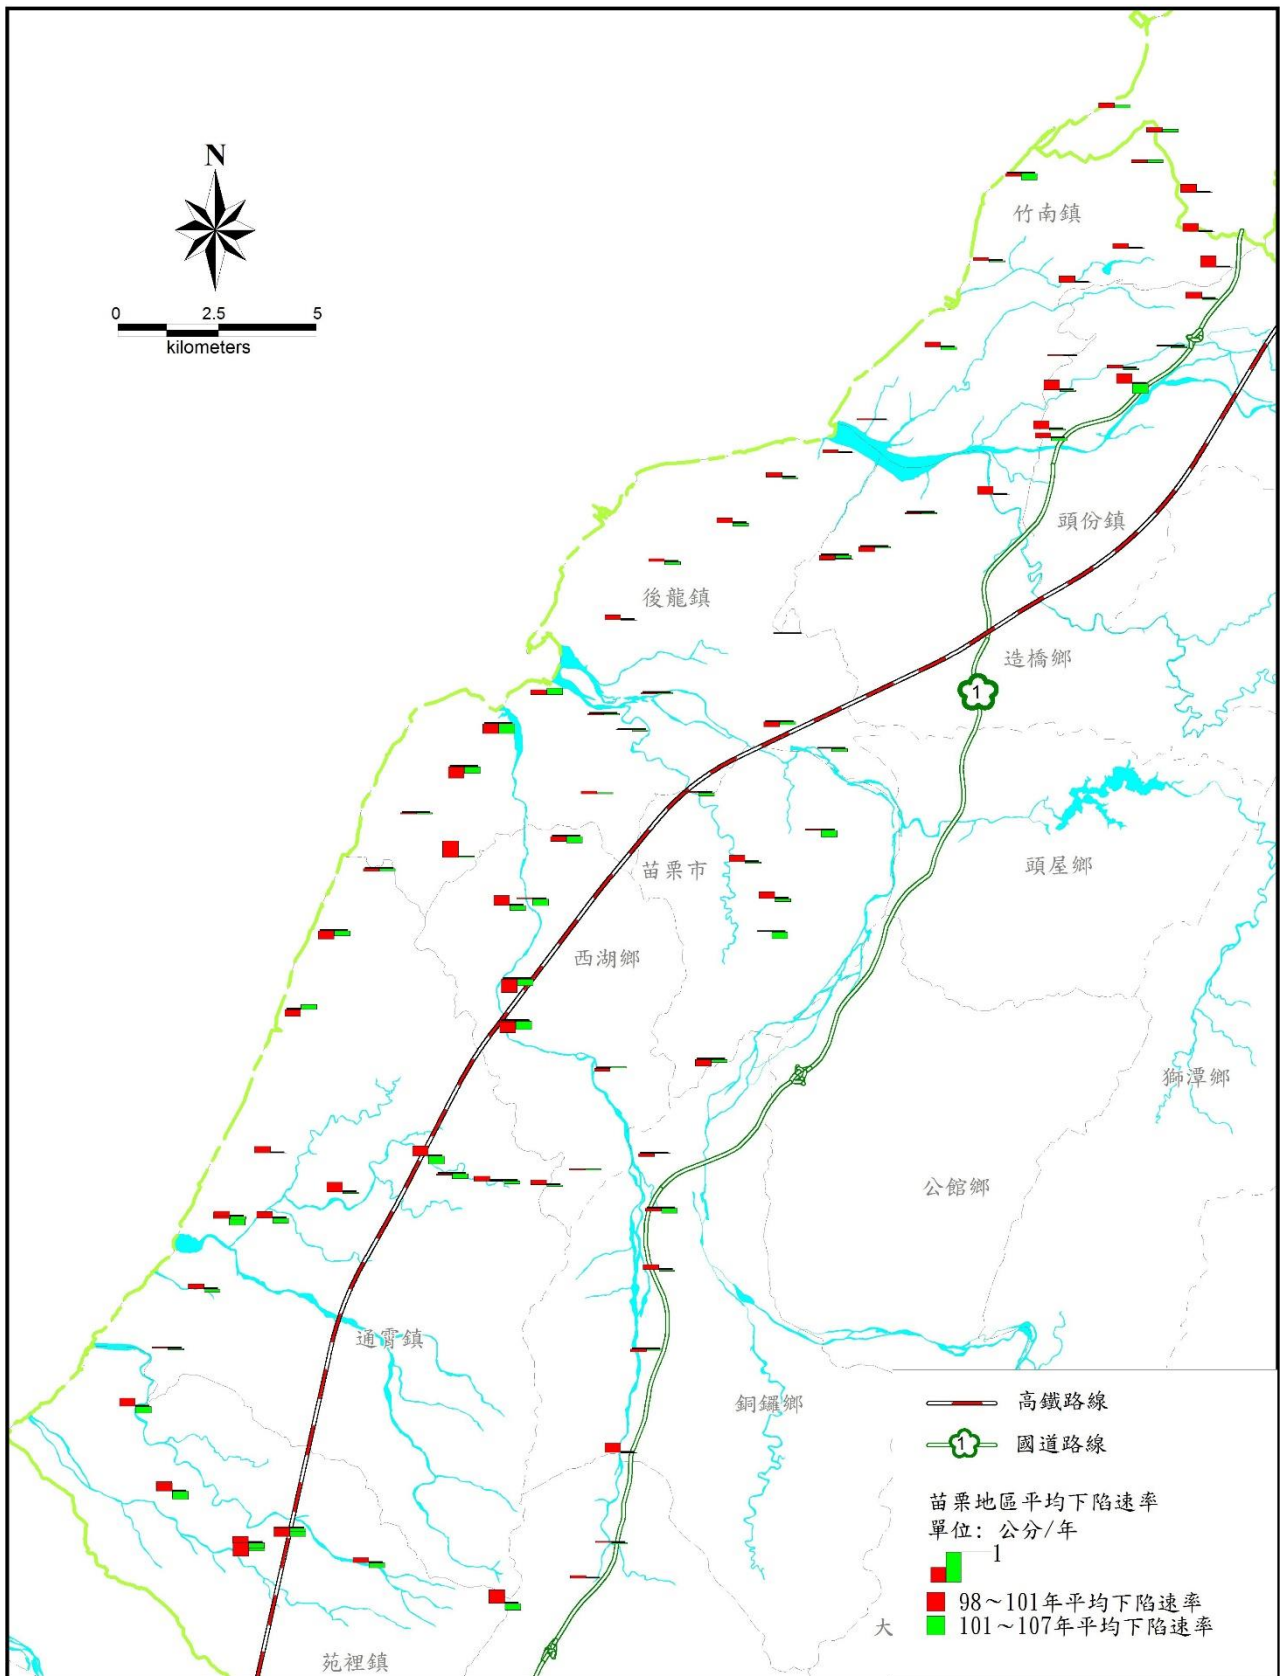 N
0 2.5 5
kilometers
竹南鎮
頭份鎮
後龍鎮
造橋鄉
1
苗栗市
頭屋鄉
西湖鄉
獅潭鄉
公館鄉
通霄鎮
銅鑼鄉
大
苑裡鎮
高鐵路線
1 國道路線
苗栗地區平均下陷速率
單位: 公分/年
1
98~101年平均下陷速率
101~107年平均下陷速率